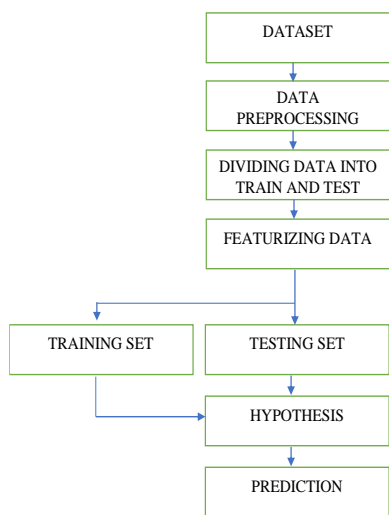 DATASET
DATA
PREPROCESSING
DIVIDING DATA INTO
TRAIN AND TEST
FEATURIZING DATA
TRAINING SET
TESTING SET
HYPOTHESIS
PREDICTION